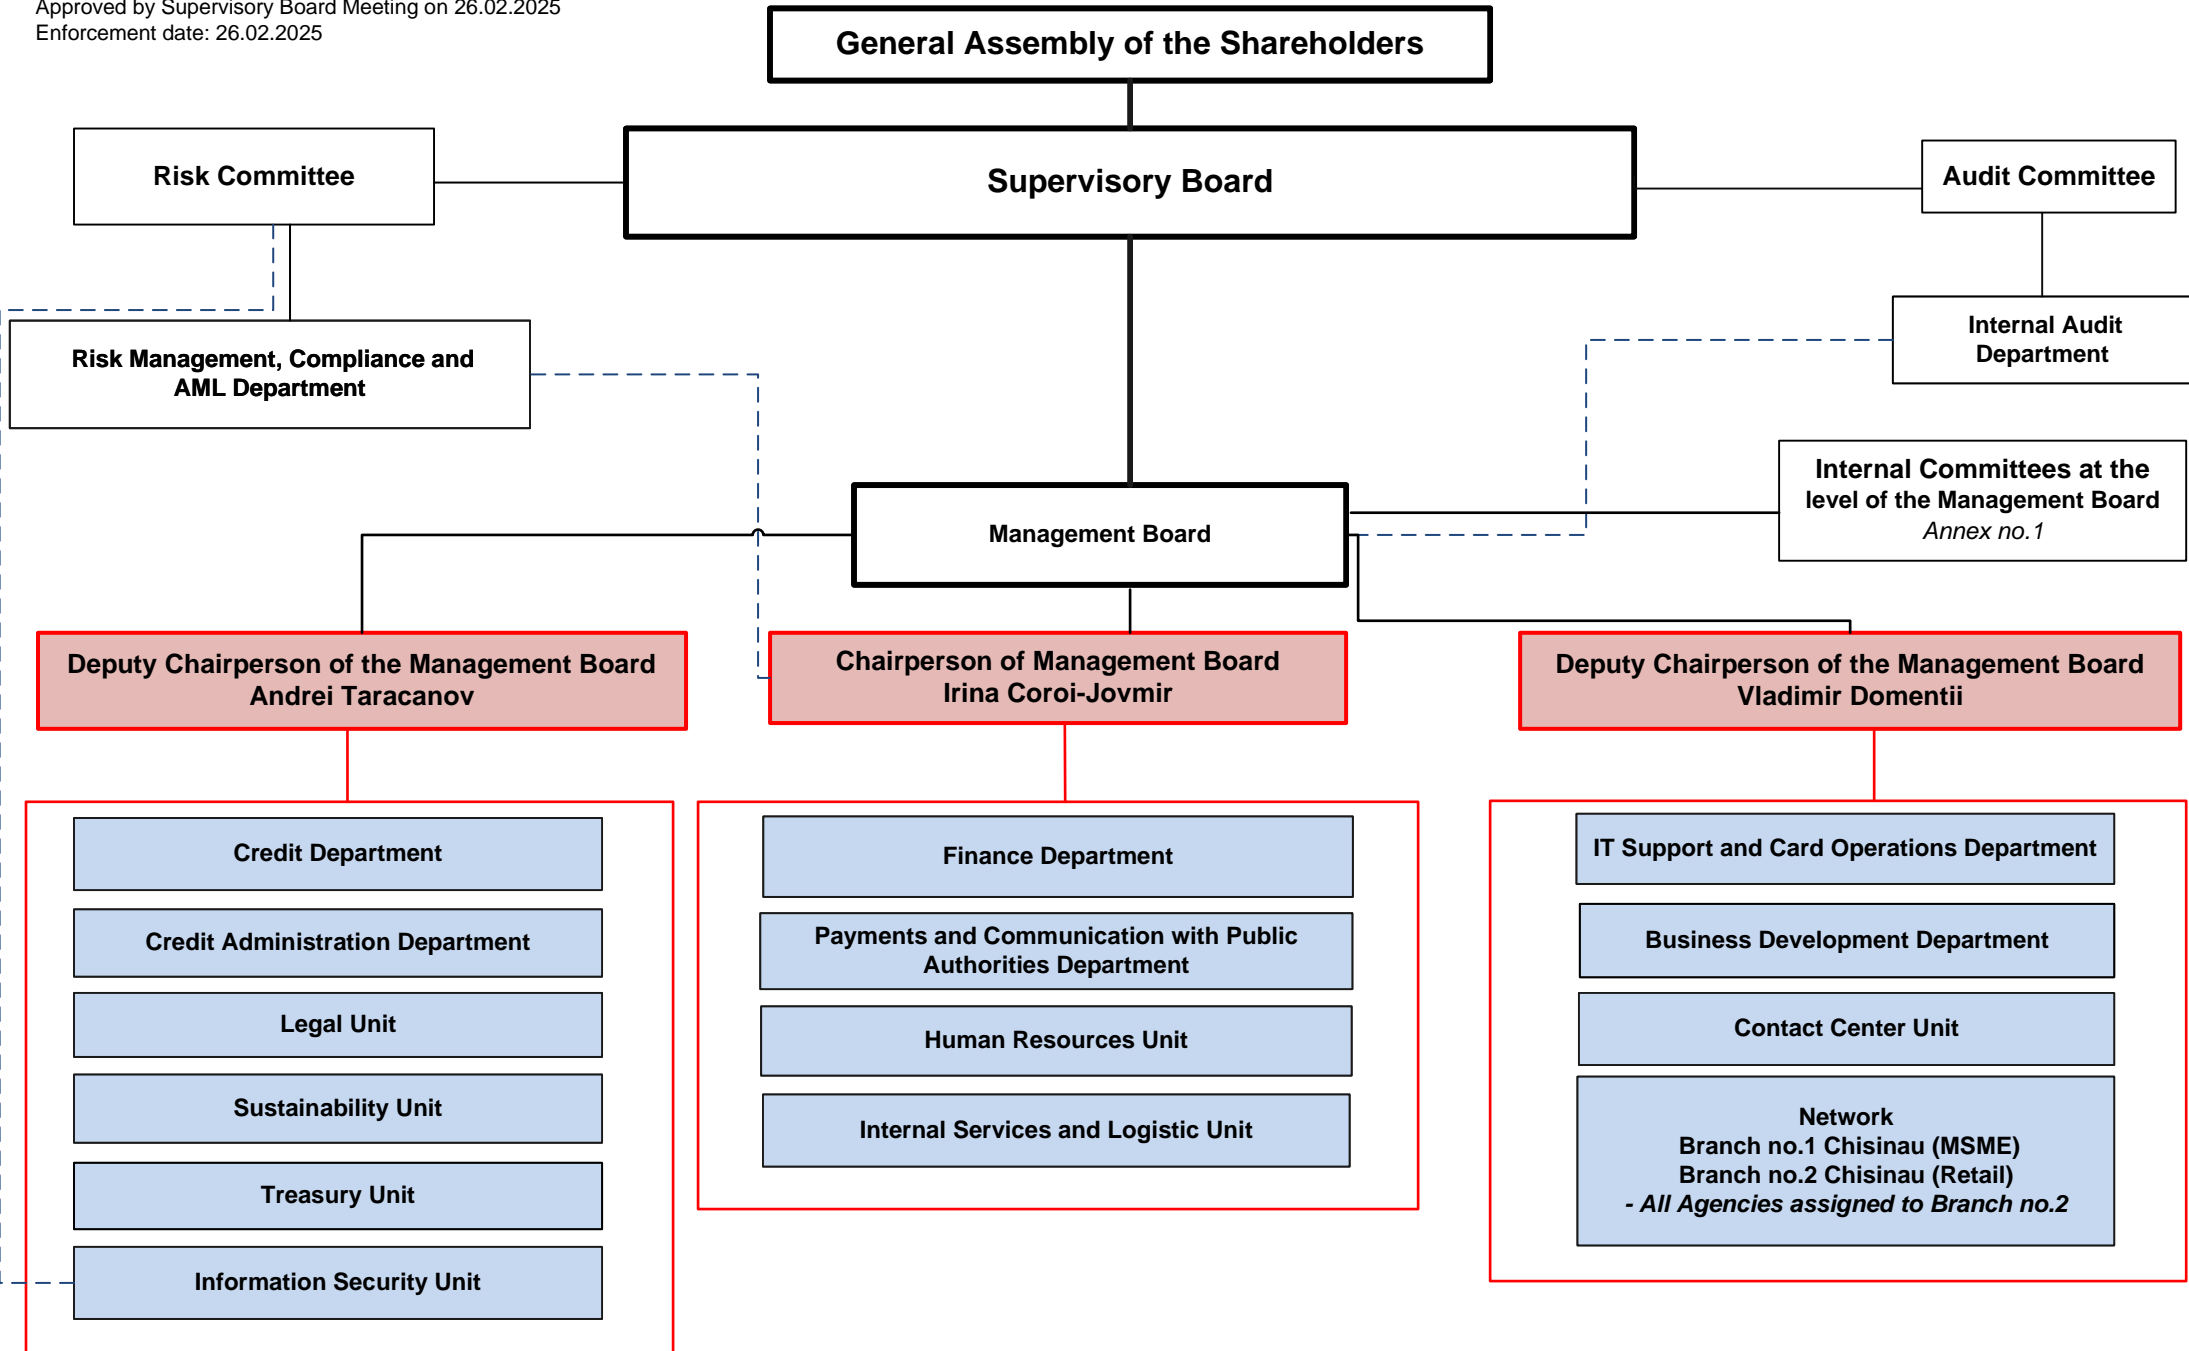 Approved by Supervisory Board Meeting on 26.02.2025
Enforcement date: 26.02.2025
General Assembly of the Shareholders
Risk Committee
Supervisory Board
Audit Committee
Risk Management, Compliance and
AML Department
Internal Audit
Department
Internal Committees at the
level of the Management Board
Annex no.1
Management Board
Deputy Chairperson of the Management Board
Andrei Taracanov
Chairperson of Management Board
Irina Coroi-Jovmir
Deputy Chairperson of the Management Board
Vladimir Domentii
Credit Department
Credit Administration Department
Legal Unit
Sustainability Unit
Treasury Unit
Information Security Unit
Finance Department
Payments and Communication with Public
Authorities Department
Human Resources Unit
Internal Services and Logistic Unit
IT Support and Card Operations Department
Business Development Department
Contact Center Unit
Network
Branch no.1 Chisinau (MSME)
Branch no.2 Chisinau (Retail)
- All Agencies assigned to Branch no.2